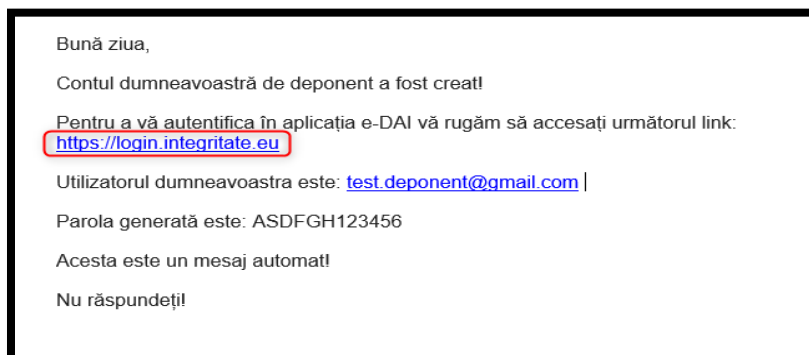 Bună ziua,
Contul dumneavoastră de deponent a fost creat!
Pentru a vă autentifica în aplicația e-DAI vă rugăm să accesați următorul link:
https://login.integritate.eu
Utilizatorul dumneavoastra este: test.deponent@gmail.com
Parola generată este: ASDFGH123456
Acesta este un mesaj automat!
Nu răspundeți!